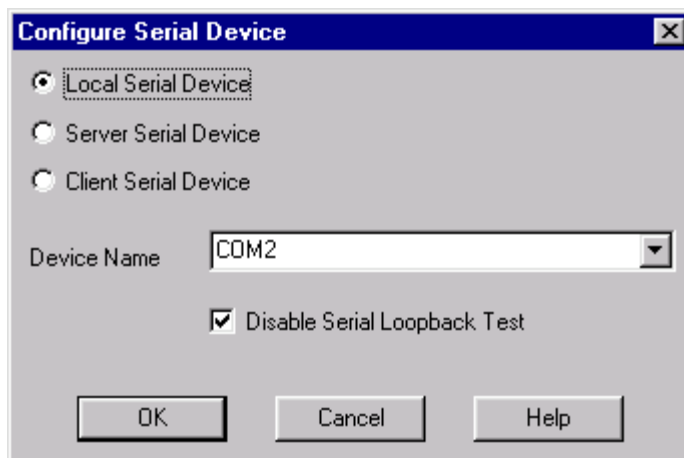 Configure Serial Device
Local Serial Device
Server Serial Device
Client Serial Device
Device Name COM2
Disable Serial Loopback Test
OK Cancel Help